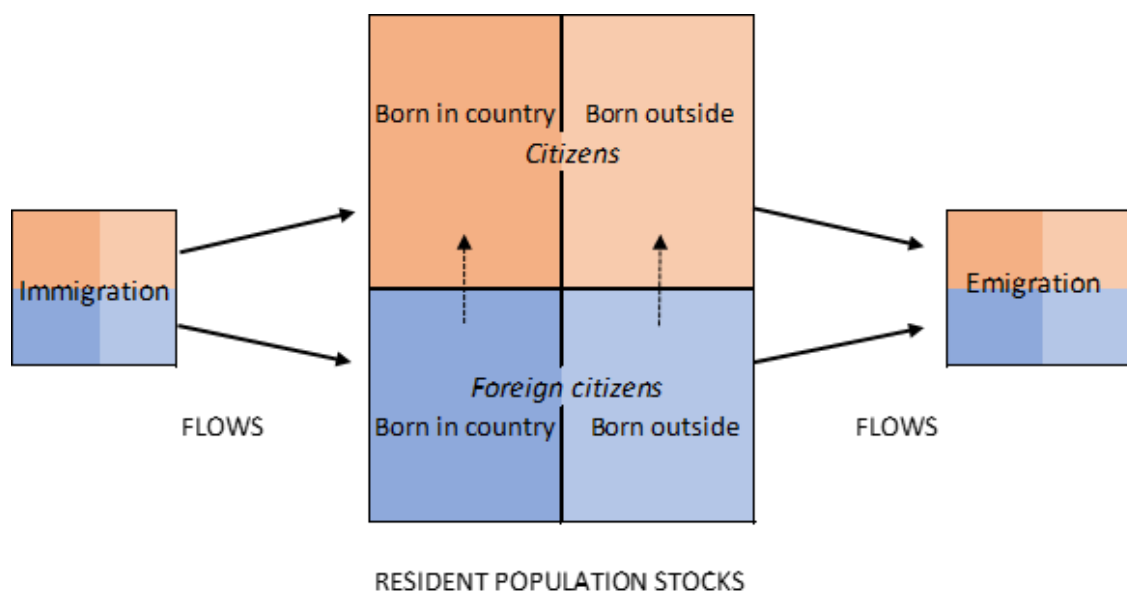 Born in country Born outside
Citizens
Immigration
Emigration
Foreign citizens
FLOWS
Born in country Born outside
FLOWS
RESIDENT POPULATION STOCKS